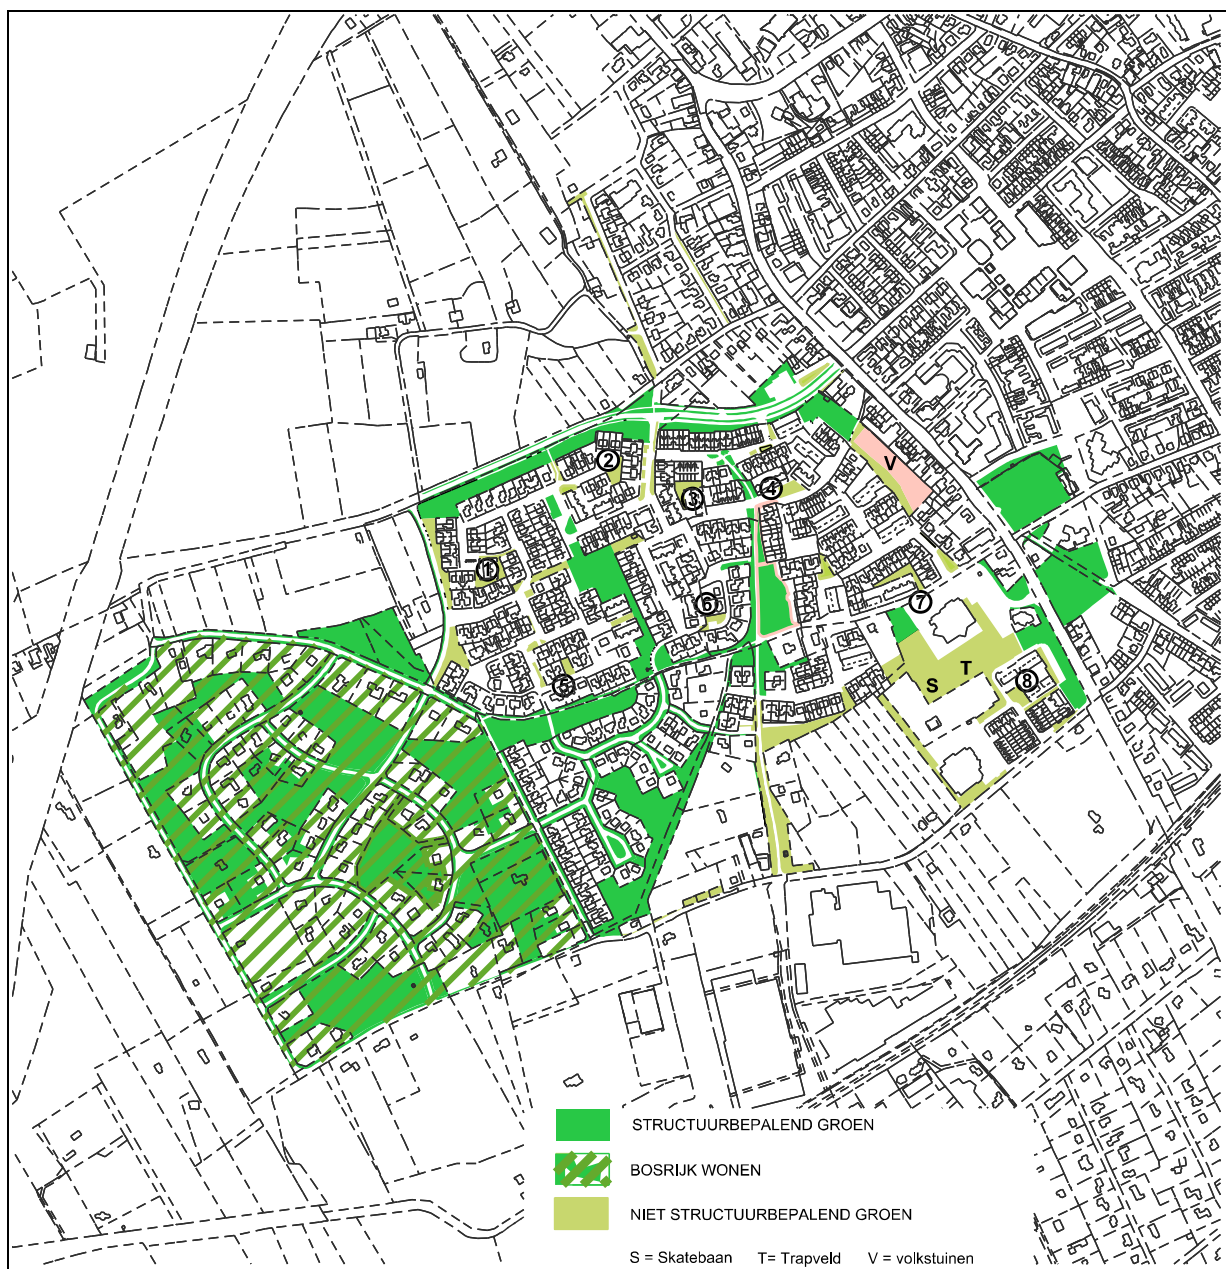 V
2
3
4
1
6
7
T
S
8
5
STRUCTUURBEPALEND GROEN
BOSRIJK WONEN
NIET STRUCTUURBEPALEND GROEN
S = Skatebaan T= Trapveld V = volkstuinen